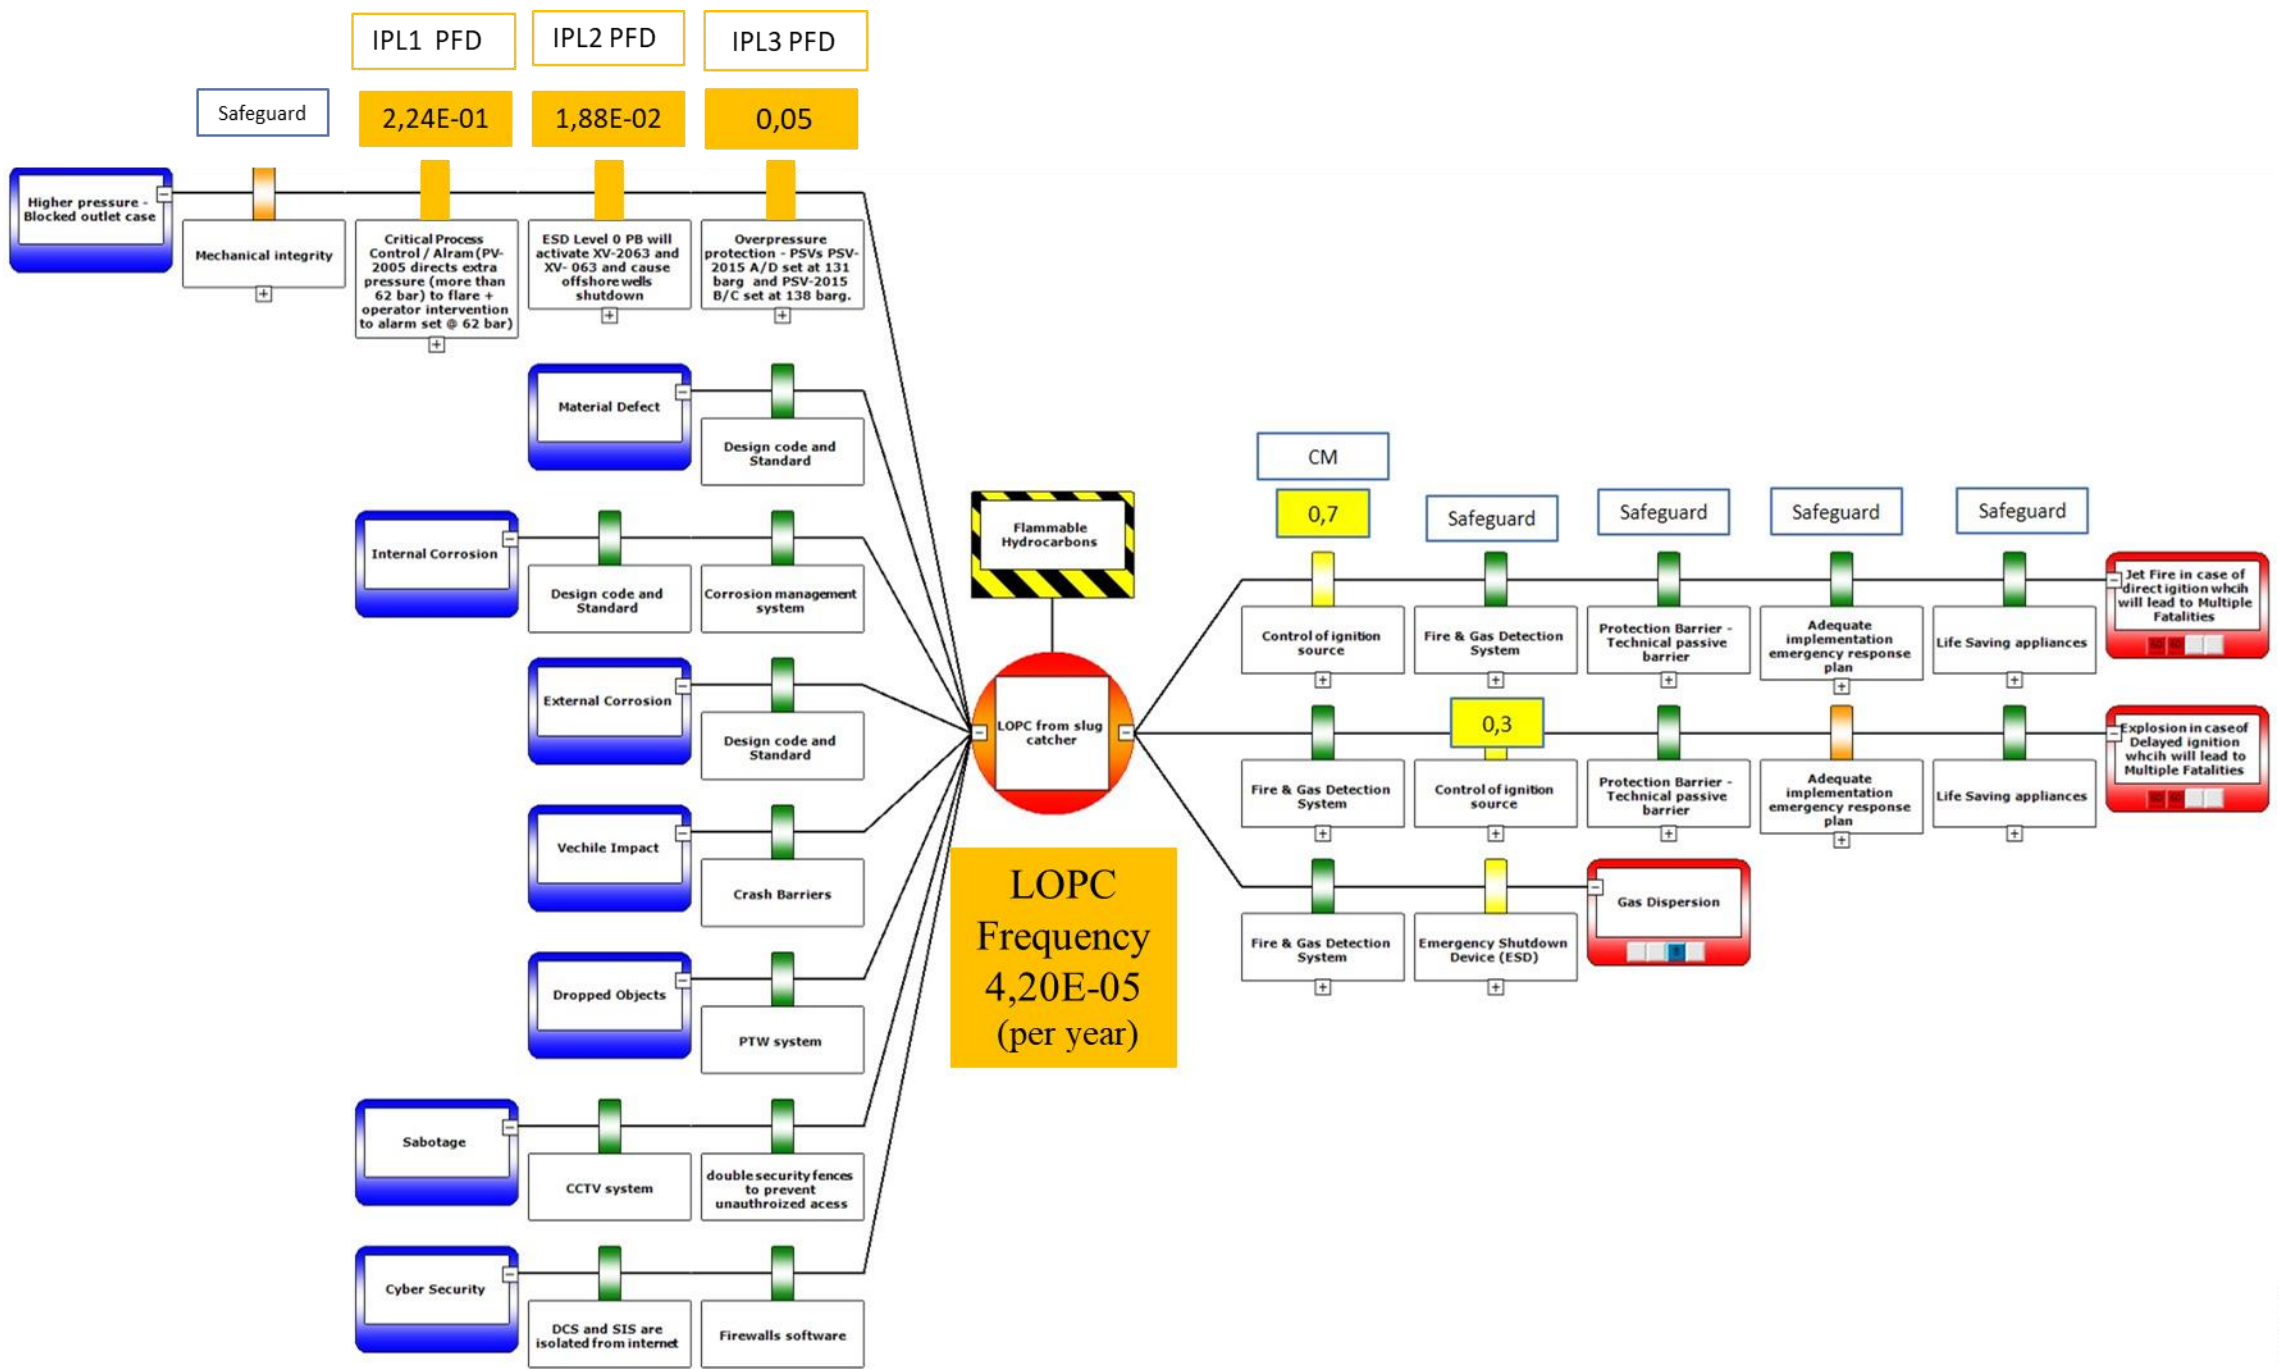 IPL1 PFD
IPL2 PFD
IPL3 PFD
Safeguard
2,24E-01
1,88E-02
0,05
Higher pressure -
Blocked outlet case
Mechanical integrity
Critical Process
Control / Alram (PV-
2005 directs extra
pressure (more than
62 bar) to flare +
operator intervention
to alarm set @ 62 bar)
ESD Level 0 PB will
activate XV-2063 and
XV- 063 and cause
offshore wells
shutdown
Overpressure
protection - PSVs PSV-
2015 A/D set at 131
barg and PSV-2015
B/C set at 138 barg.
Material Defect
Design code and
Standard
Internal Corrosion
Design code and
Standard
Corrosion management
system
External Corrosion
Design code and
Standard
Vechile Impact
Crash Barriers
Dropped Objects
PTW system
Sabotage
CCTV system
double security fences
to prevent
unauthroized acess
Cyber Security
DCS and SIS are
isolated from internet
Firewalls software
Flammable
Hydrocarbons
LOPC from slug
catcher
LOPC
Frequency
4,20E-05
(per year)
CM
0,7
Safeguard
Safeguard
Safeguard
Safeguard
Control of ignition
source
Fire & Gas Detection
System
Protection Barrier -
Technical passive
barrier
Adequate
implementation
emergency response
plan
Life Saving appliances
Jet Fire in case of
direct igition whcih
will lead to Multiple
Fatalities
0,3
Fire & Gas Detection
System
Control of ignition
source
Protection Barrier -
Technical passive
barrier
Adequate
implementation
emergency response
plan
Life Saving appliances
Explosion in caseof
Delayed ignition
whcih will lead to
Multiple Fatalities
Fire & Gas Detection
System
Emergency Shutdown
Device (ESD)
Gas Dispersion